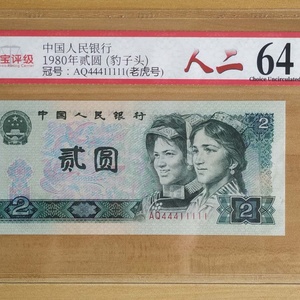 宝评级
中国人民银行
1980年贰圆 (豹子头)
冠号: AQ44411111(老虎号)
人二 64
Choice Uncirculated
中国人民银行
2
贰圆
AQ44411111
2
2